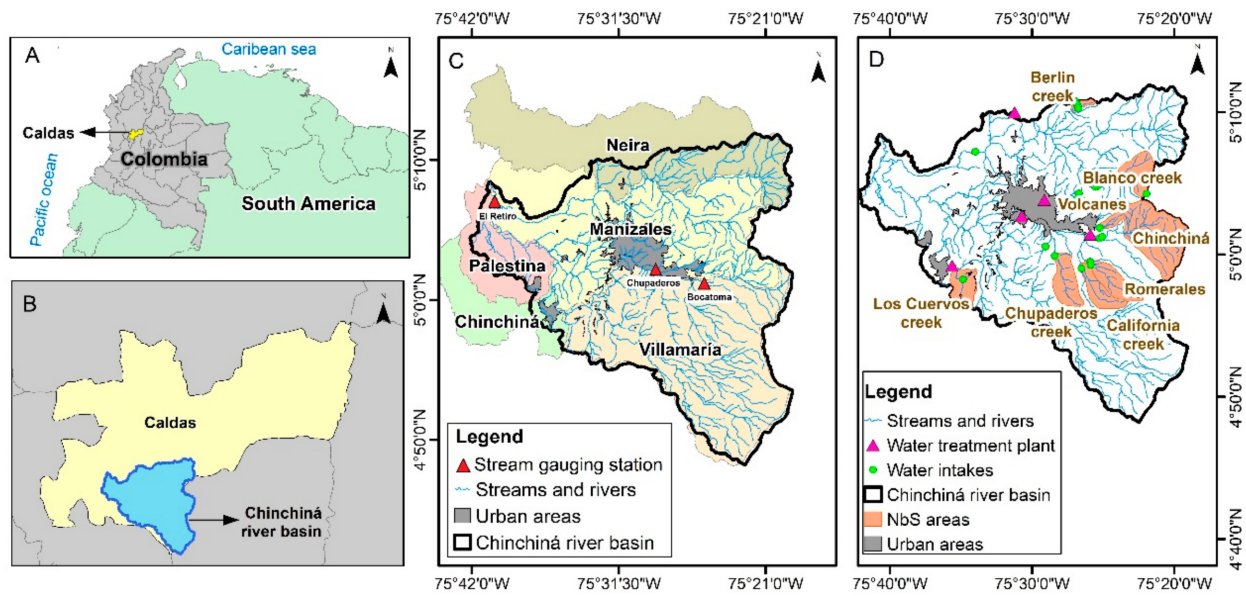 A
N
Caribean sea
Caldas
Colombia
Pacific ocean
South America
B
N
Caldas
Chinchiná
river basin
75°42'0"W
75°31'30"W
75°21'0"W
C
N
5°10'0"N
5°0'0"N
4°50'0"N
Neira
El Retiro
Manizales
Palestina
Chupaderos
Bocatoma
Chinchiná
Villamaría
Legend
Stream gauging station
Streams and rivers
Urban areas
Chinchiná river basin
75°42'0"W
75°31'30"W
75°21'0"W
75°40'0"W
75°30'0"W
75°20'0"W
D
N
Berlin
creek
5°10'0"N
Blanco creek
Volcanes
Chinchiná
5°0'0"N
Romerales
Los Cuervos
creek
Chupaderos
creek
California
creek
4°50'0"N
4°40'0"N
Legend
Streams and rivers
Water treatment plant
Water intakes
Chinchiná river basin
NbS areas
Urban areas
75°40'0"W
75°30'0"W
75°20'0"W